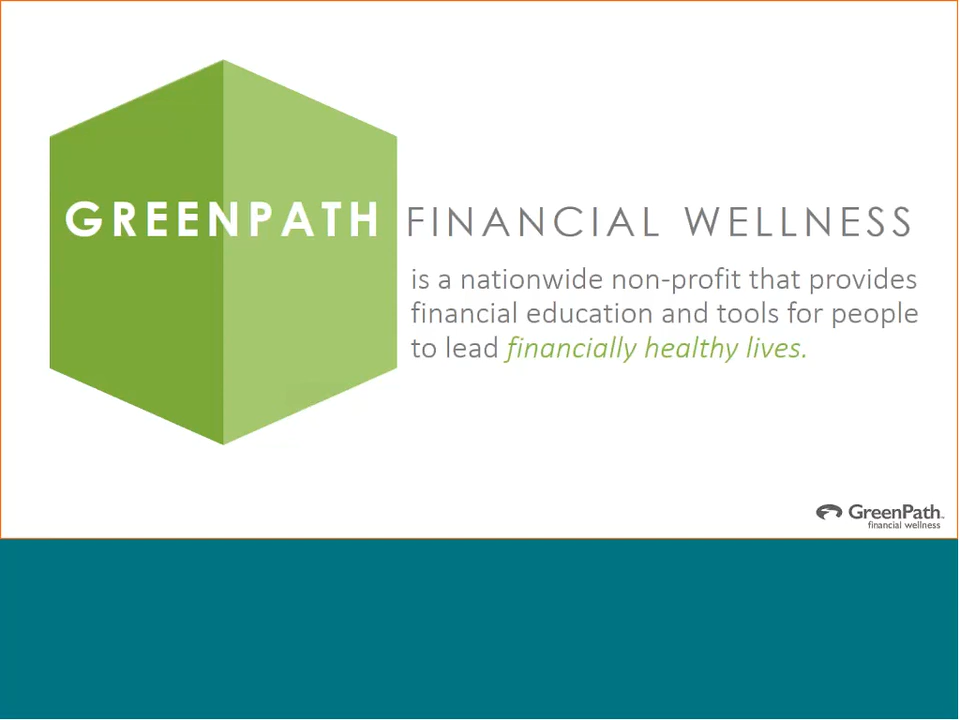 GREENPATH FINANCIAL WELLNESS
is a nationwide non-profit that provides
financial education and tools for people
to lead financially healthy lives.
GreenPath™
financial wellness